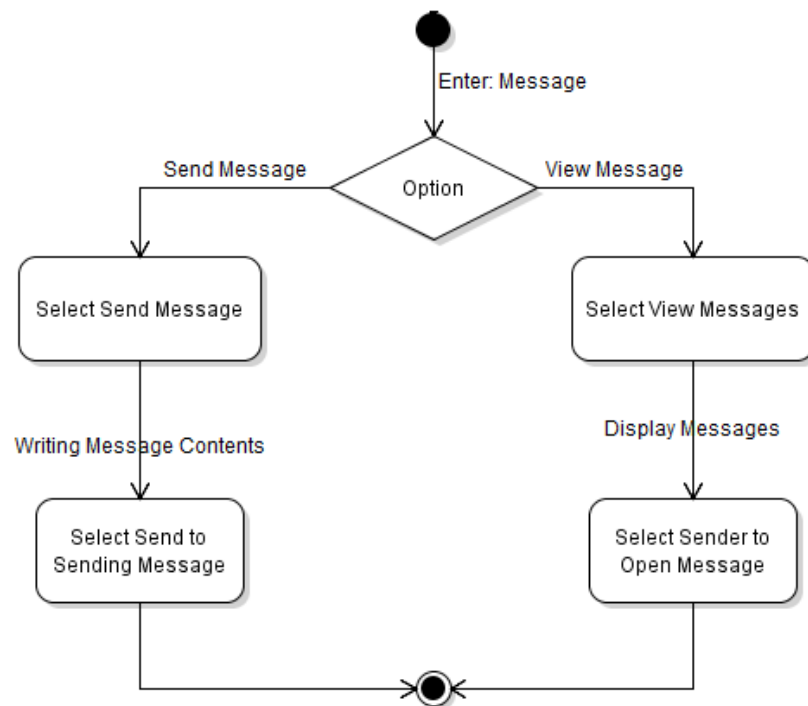 Enter: Message
Send Message
View Message
Option
Select Send Message
Select View Messages
Writing Message Contents
Display Messages
Select Send to
Sending Message
Select Sender to
Open Message